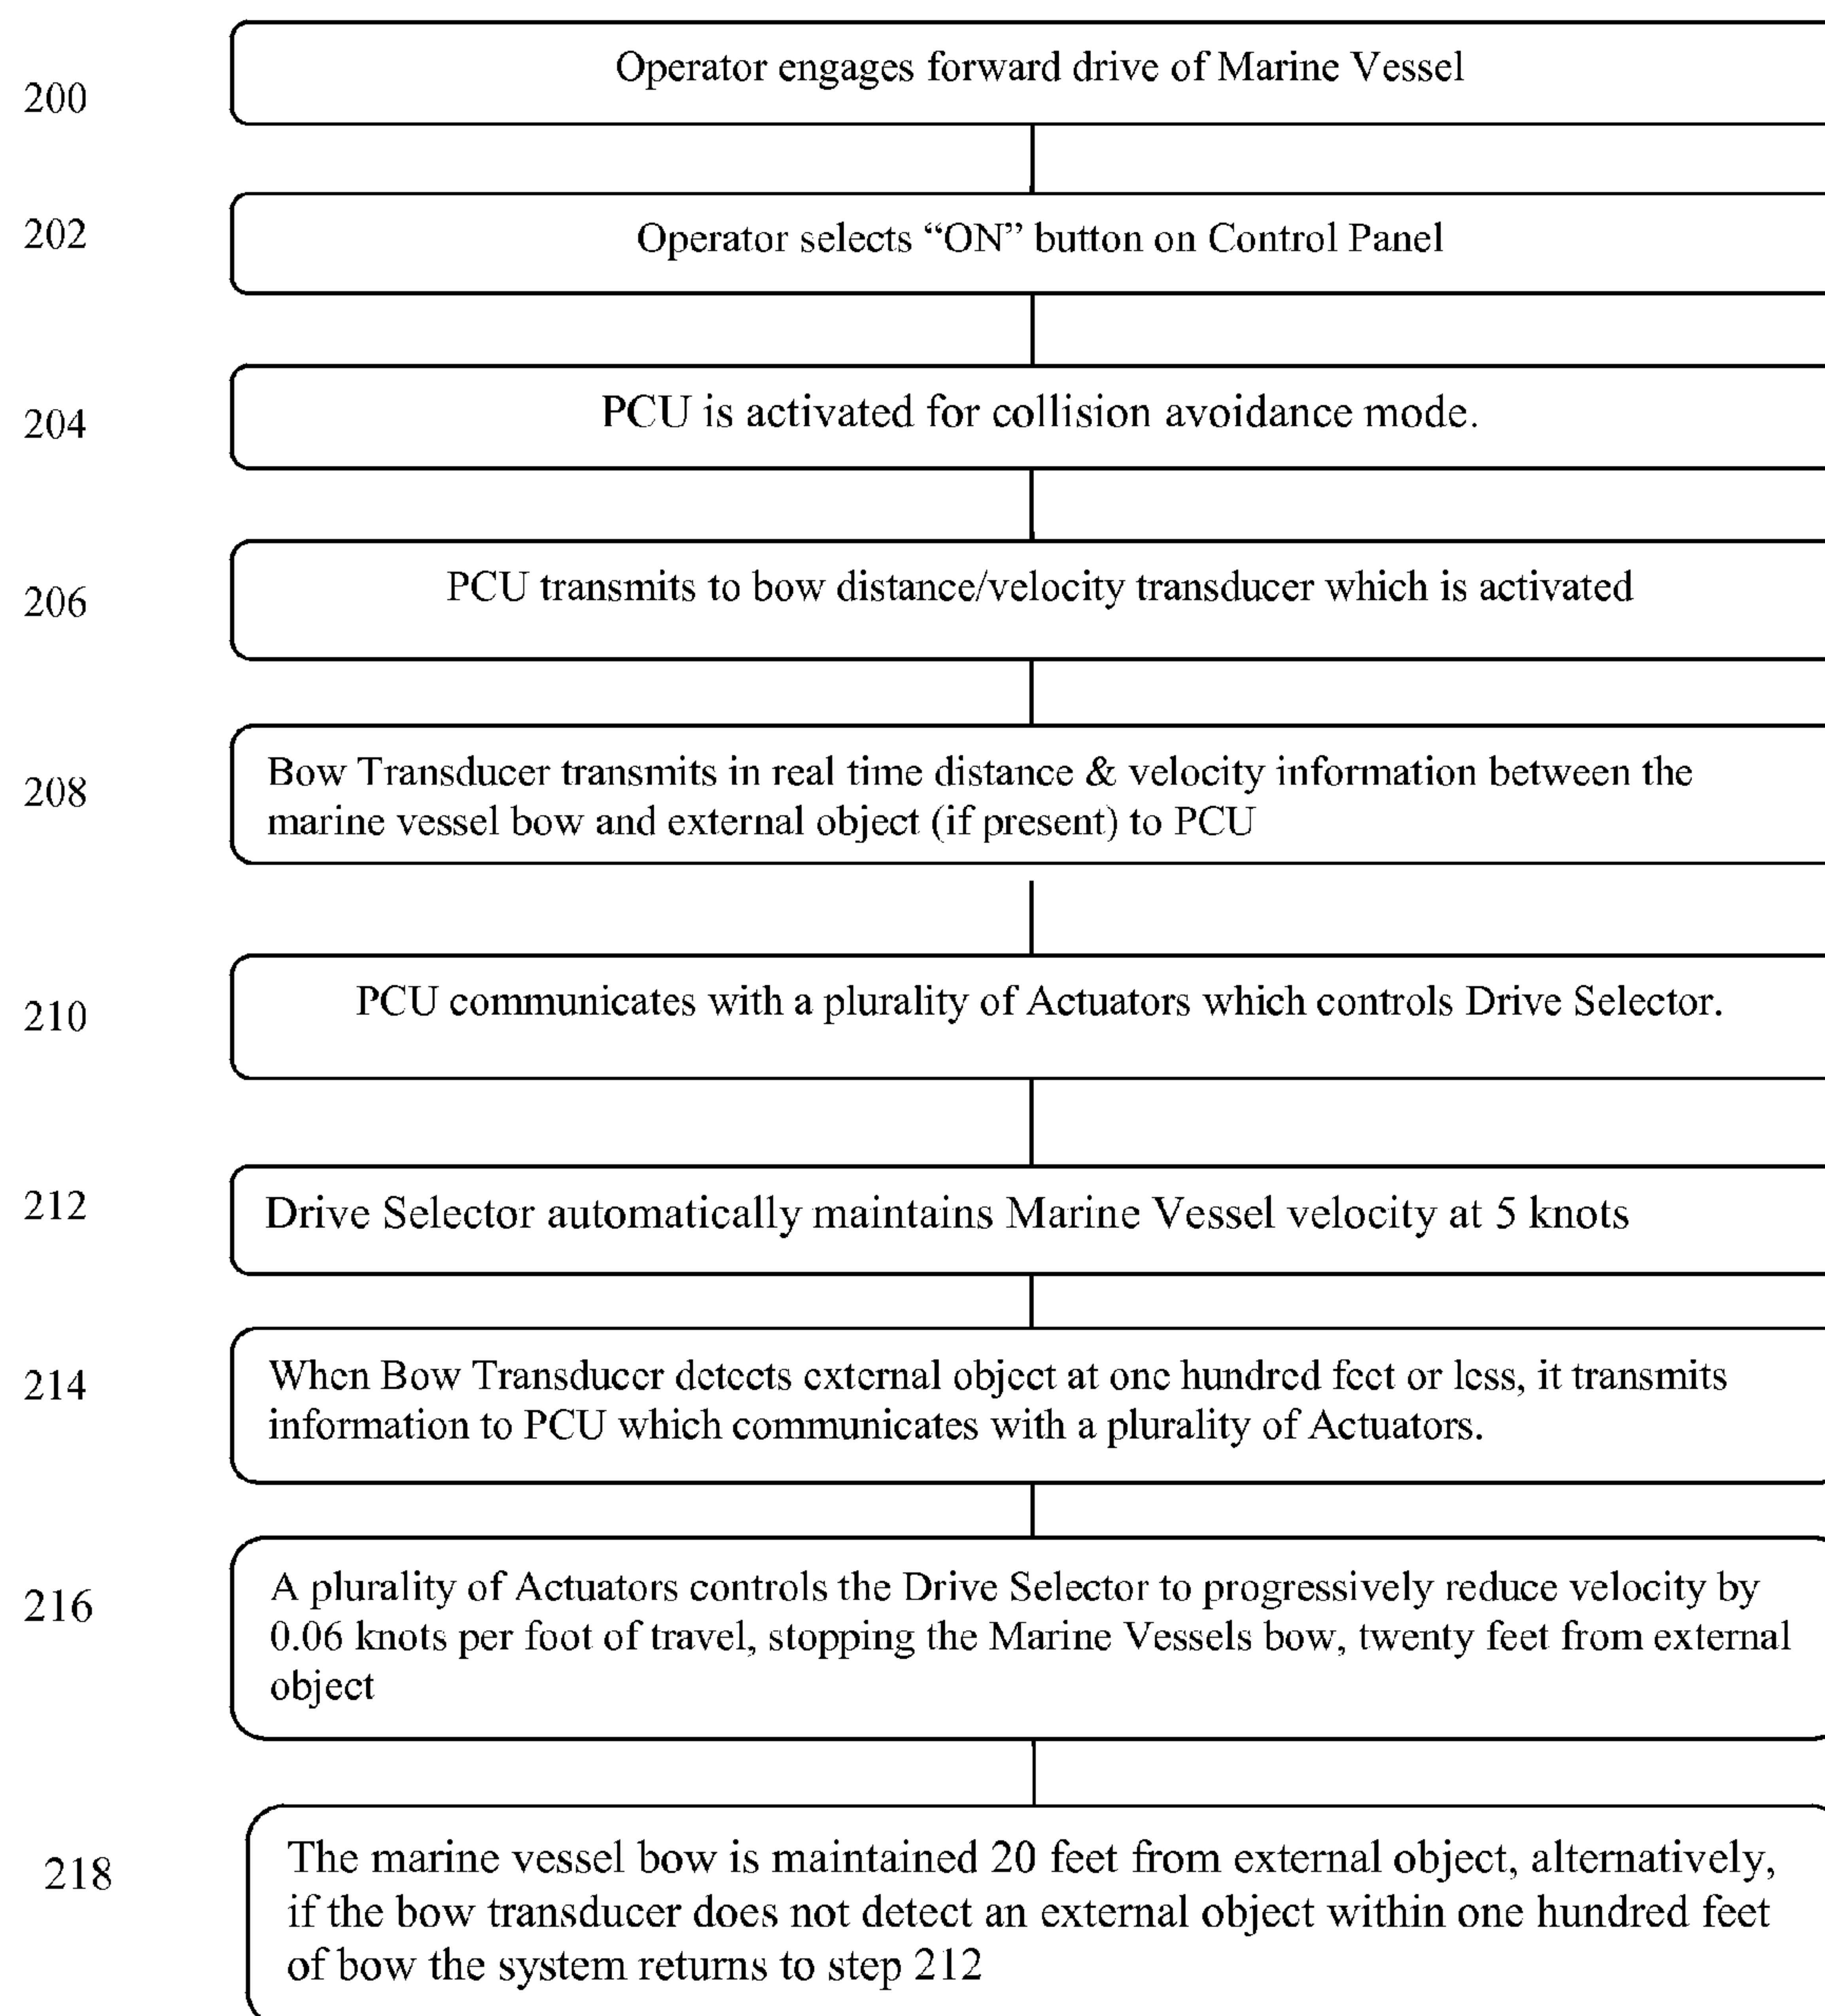 200
Operator engages forward drive of Marine Vessel
202
Operator selects “ON” button on Control Panel
204
PCU is activated for collision avoidance mode.
206
PCU transmits to bow distance/velocity transducer which is activated
208
Bow Transducer transmits in real time distance & velocity information between the
marine vessel bow and external object (if present) to PCU
210
PCU communicates with a plurality of Actuators which controls Drive Selector.
212
Drive Selector automatically maintains Marine Vessel velocity at 5 knots
214
When Bow Transducer detects external object at one hundred feet or less, it transmits
information to PCU which communicates with a plurality of Actuators.
216
A plurality of Actuators controls the Drive Selector to progressively reduce velocity by
0.06 knots per foot of travel, stopping the Marine Vessels bow, twenty feet from external
object
218
The marine vessel bow is maintained 20 feet from external object, alternatively,
if the bow transducer does not detect an external object within one hundred feet
of bow the system returns to step 212